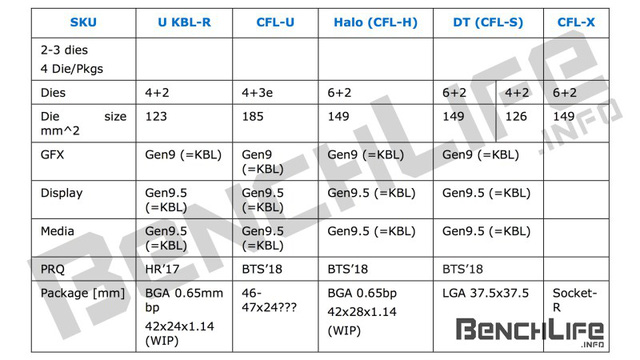 SKU U KBL-R CFL-U Halo (CFL-H) DT (CFL-S) CFL-X
2-3 dies
4 Die/Pkgs
Dies 4+2 4+3e 6+2 6+2 4+2 6+2
Die size mm^2 123 185 149 149 126 149
GFX Gen9 (=KBL) Gen9 (=KBL) Gen9 (=KBL) Gen9 (=KBL)
Display Gen9.5 (=KBL) Gen9.5 (=KBL) Gen9.5 (=KBL) Gen9.5 (=KBL)
Media Gen9.5 (=KBL) Gen9.5 (=KBL) Gen9.5 (=KBL) Gen9.5 (=KBL)
PRQ HR'17 BTS'18 BTS'18 BTS'18
Package [mm] BGA 0.65mm bp 42x24x1.14 (WIP) 46-47x24??? BGA 0.65bp 42x28x1.14 (WIP) LGA 37.5x37.5 Socket-R
BENCHLIFE .INFO
BENCHLIFE .INFO